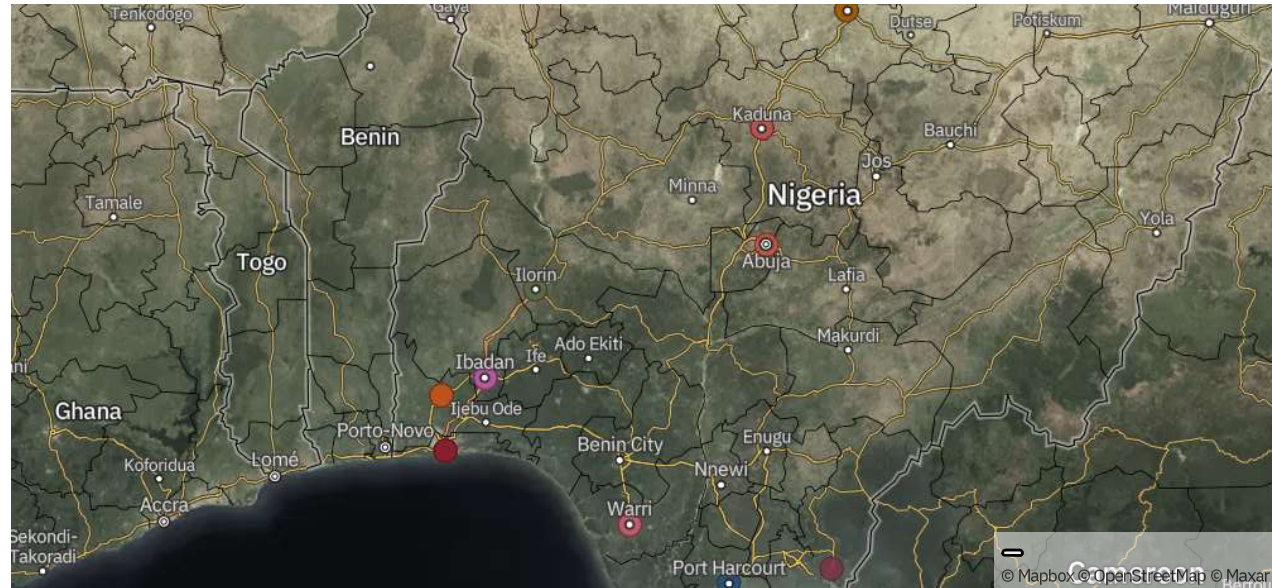 Tenkodogo
Gaya
Dutse
Potiskum
Maiduguri
Kaduna
Bauchi
Benin
Jos
Minna
Nigeria
Tamale
Yola
Togo
Abuja
Ilorin
Lafia
Makurdi
Ado Ekiti
Ibadan
Ife
ni
Ghana
Ijebu Ode
Porto-Novo
Benin City
Enugu
Koforidua
Lomé
Nnewi
Accra
Warri
Sekondi-
Takoradi
Port Harcourt
Cameroon
© Mapbox © OpenStreetMap © Maxar